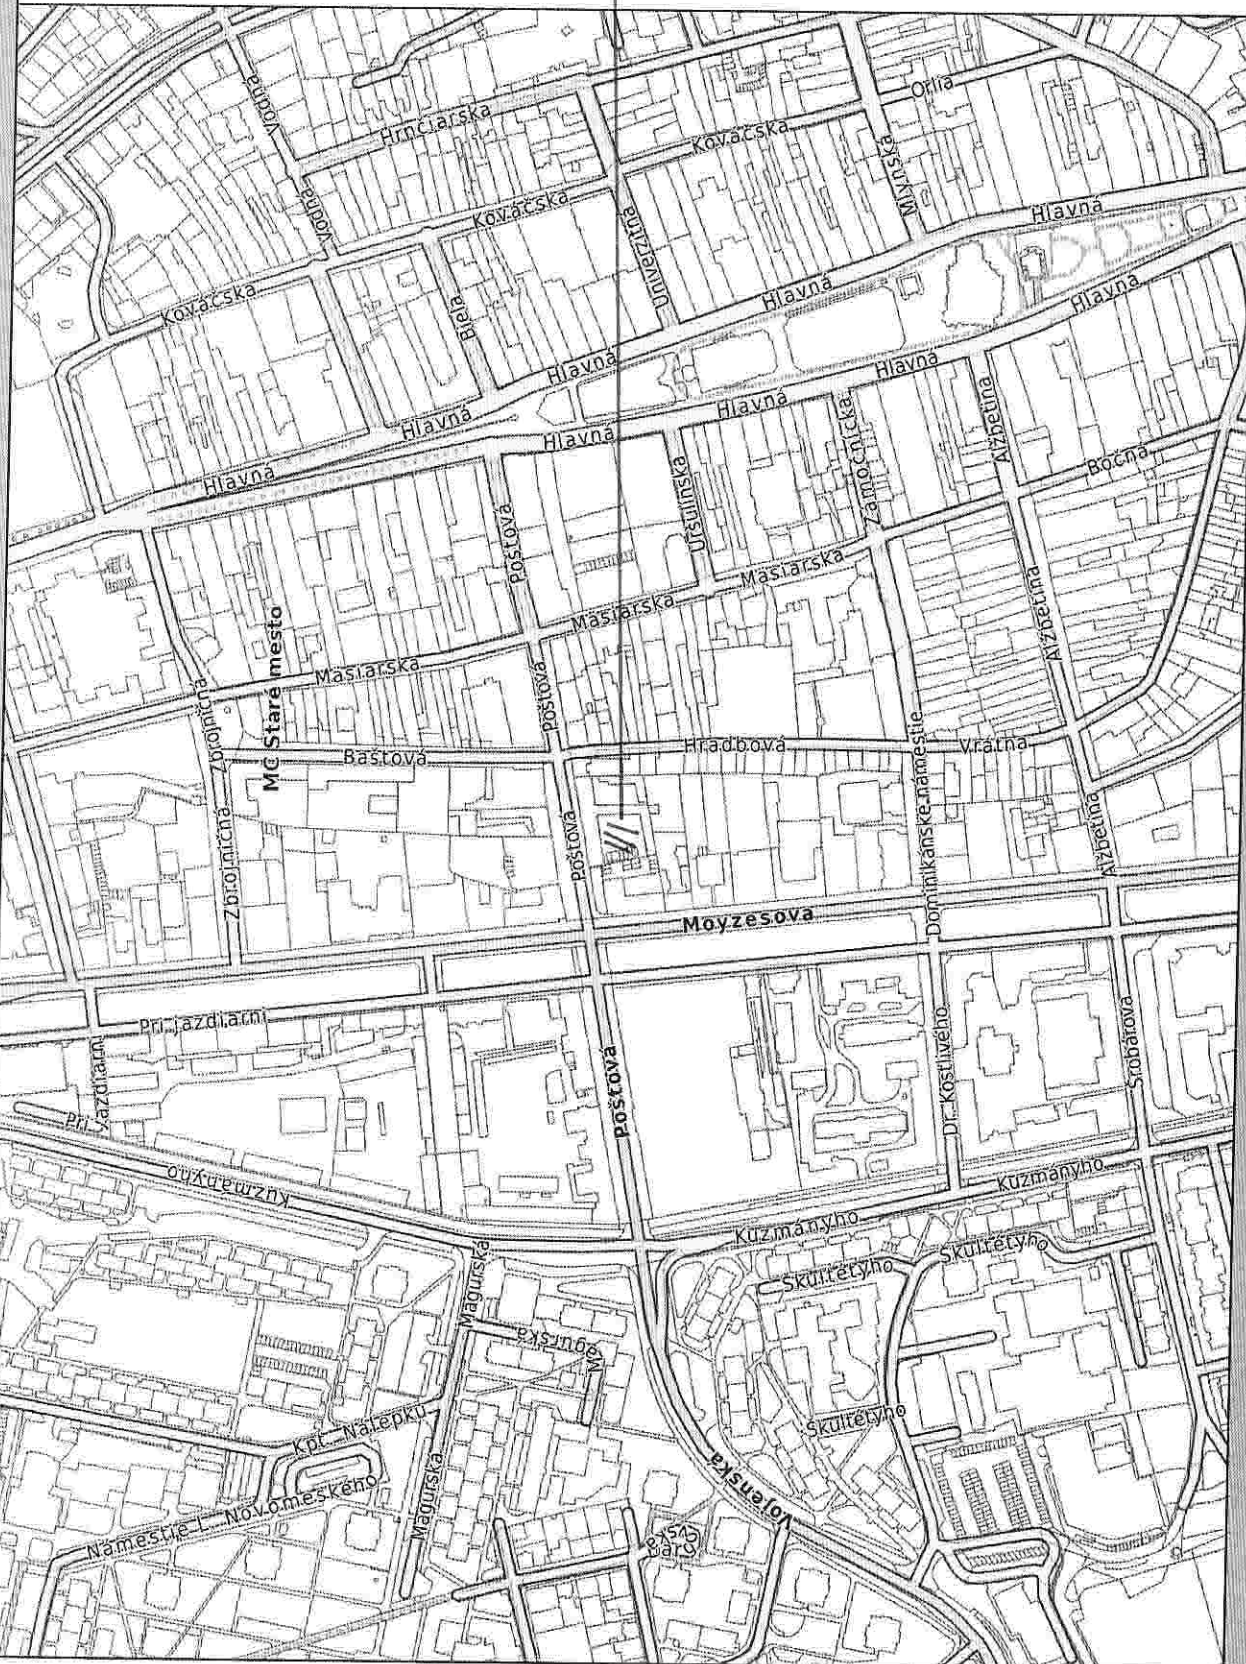 Vodná
Hrnčiarska
Orlia
Kováčska
Mlynská
Vodná
Kováčska
Univerzitná
Hlavná
Kováčska
Biela
Hlavná
Hlavná
Hlavná
Hlavná
Hlavná
Hlavná
Hlavná
Hlavná
Zámočnícka
Alžbetina
Bočná
Uršulínska
Poštová
Mäsiarska
Mäsiarska
Mäsiarska
Alžbetina
MČ Staré mesto
Zbrojničná
Poštová
Baštová
Hradbová
Vrátna
Dominikánske námestie
Zbrojničná
Poštová
Alžbetina
Moyzesova
Pri jazdiarni
Pri jazdiarni
Poštová
Dr. Kostlivého
Šrobárova
Kuzmányho
Kuzmányho
Kuzmányho
Škultétyho
Škultétyho
Magurská
Magurská
Kpt. Nálepku
Škultétyho
Magurská
Námestie L. Novomeského
Vojenská